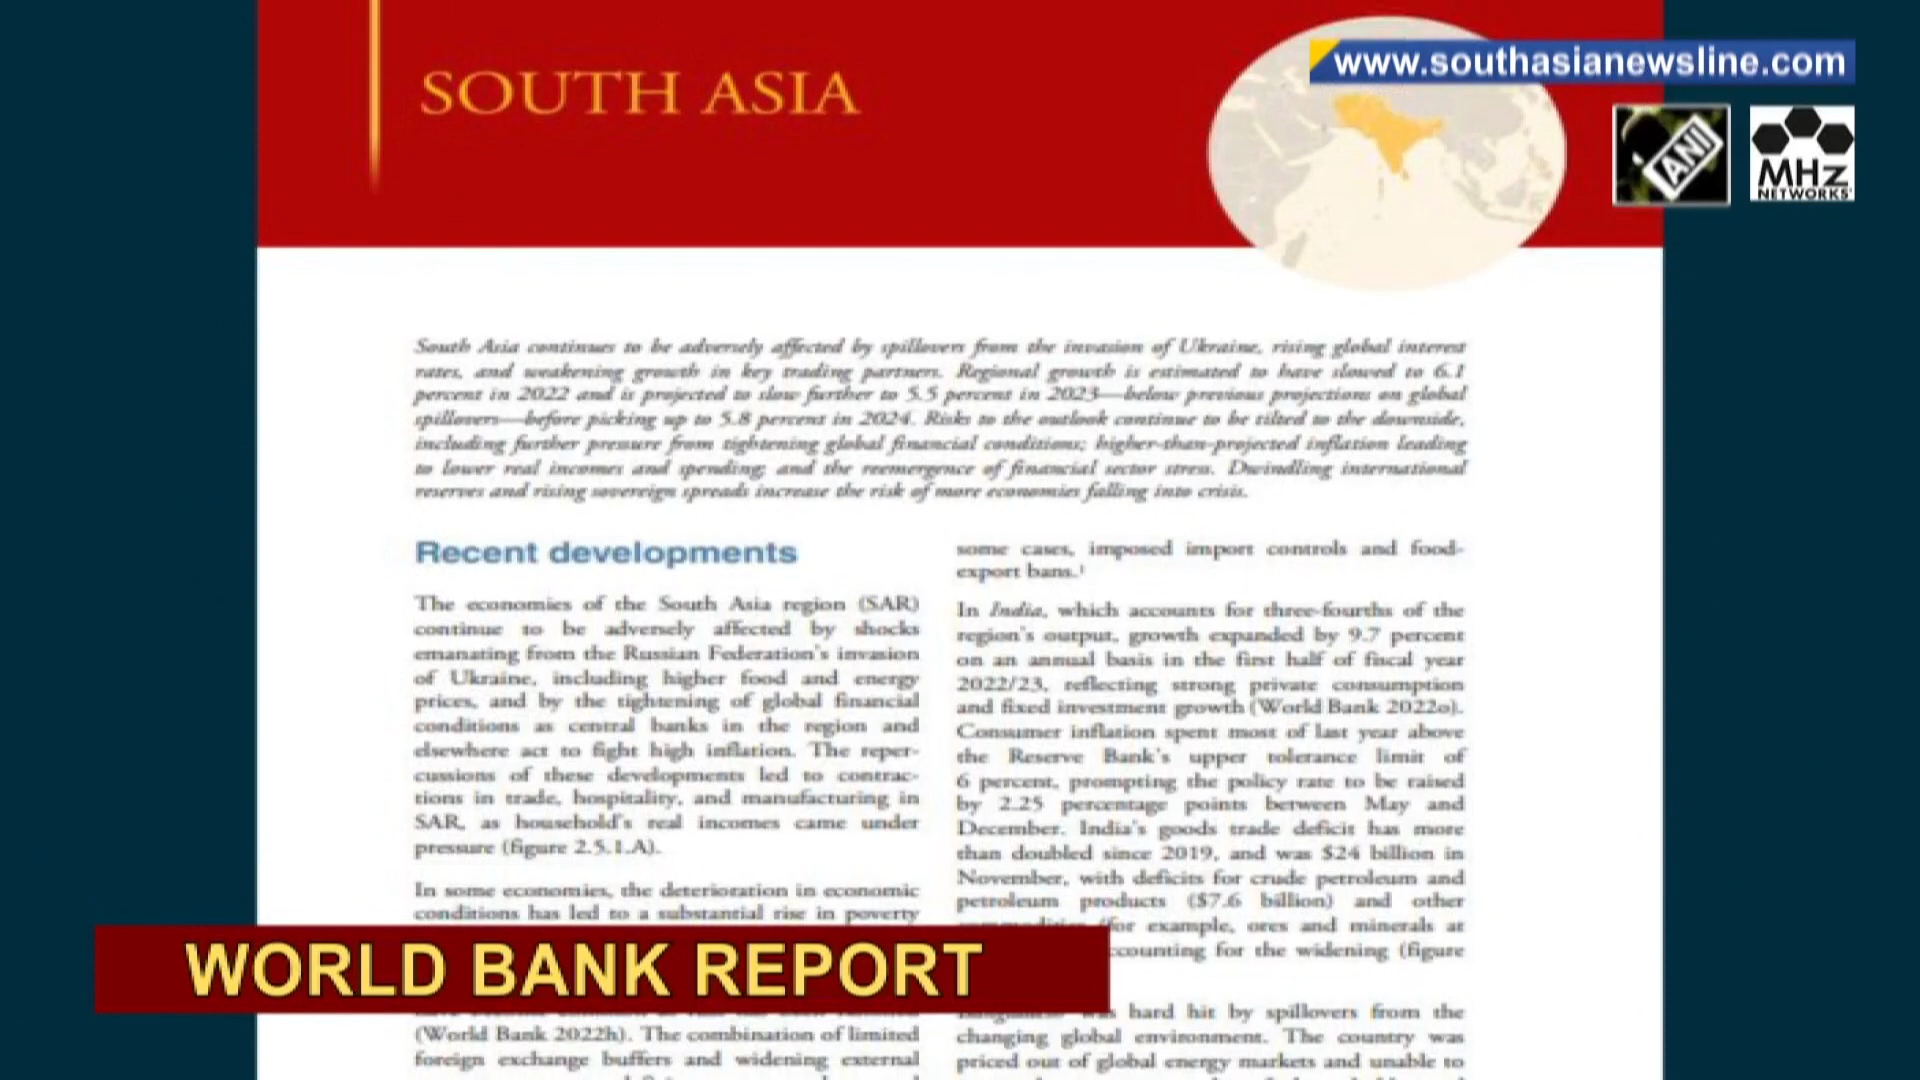 SOUTH ASIA
www.southasianewsline.com
ANI
MHz
NETWORKS
South Asia continues to be adversely affected by spillovers from the invasion of Ukraine, rising global interest
rates, and weakening growth in key trading partners. Regional growth is estimated to have slowed to 6.1
percent in 2022 and is projected to slow further to 5.5 percent in 2023—below previous projections on global
spillovers—before picking up to 5.8 percent in 2024. Risks to the outlook continue to be tilted to the downside,
including further pressure from tightening global financial conditions; higher-than-projected inflation leading
to lower real incomes and spending; and the reemergence of financial sector stress. Dwindling international
reserves and rising sovereign spreads increase the risk of more economies falling into crisis.
Recent developments
The economies of the South Asia region (SAR)
continue to be adversely affected by shocks
emanating from the Russian Federation's invasion
of Ukraine, including higher food and energy
prices, and by the tightening of global financial
conditions as central banks in the region and
elsewhere act to fight high inflation. The reper-
cussions of these developments led to contrac-
tions in trade, hospitality, and manufacturing in
SAR, as household's real incomes came under
pressure (figure 2.5.1.A).
In some economies, the deterioration in economic
conditions has led to a substantial rise in poverty
(World Bank 2022h). The combination of limited
foreign exchange buffers and widening external
some cases, imposed import controls and food-
export bans.¹
In India, which accounts for three-fourths of the
region's output, growth expanded by 9.7 percent
on an annual basis in the first half of fiscal year
2022/23, reflecting strong private consumption
and fixed investment growth (World Bank 2022o).
Consumer inflation spent most of last year above
the Reserve Bank's upper tolerance limit of
6 percent, prompting the policy rate to be raised
by 2.25 percentage points between May and
December. India's goods trade deficit has more
than doubled since 2019, and was $24 billion in
November, with deficits for crude petroleum and
petroleum products ($7.6 billion) and other
(for example, ores and minerals at
accounting for the widening (figure
hard hit by spillovers from the
changing global environment. The country was
priced out of global energy markets and unable to
WORLD BANK REPORT